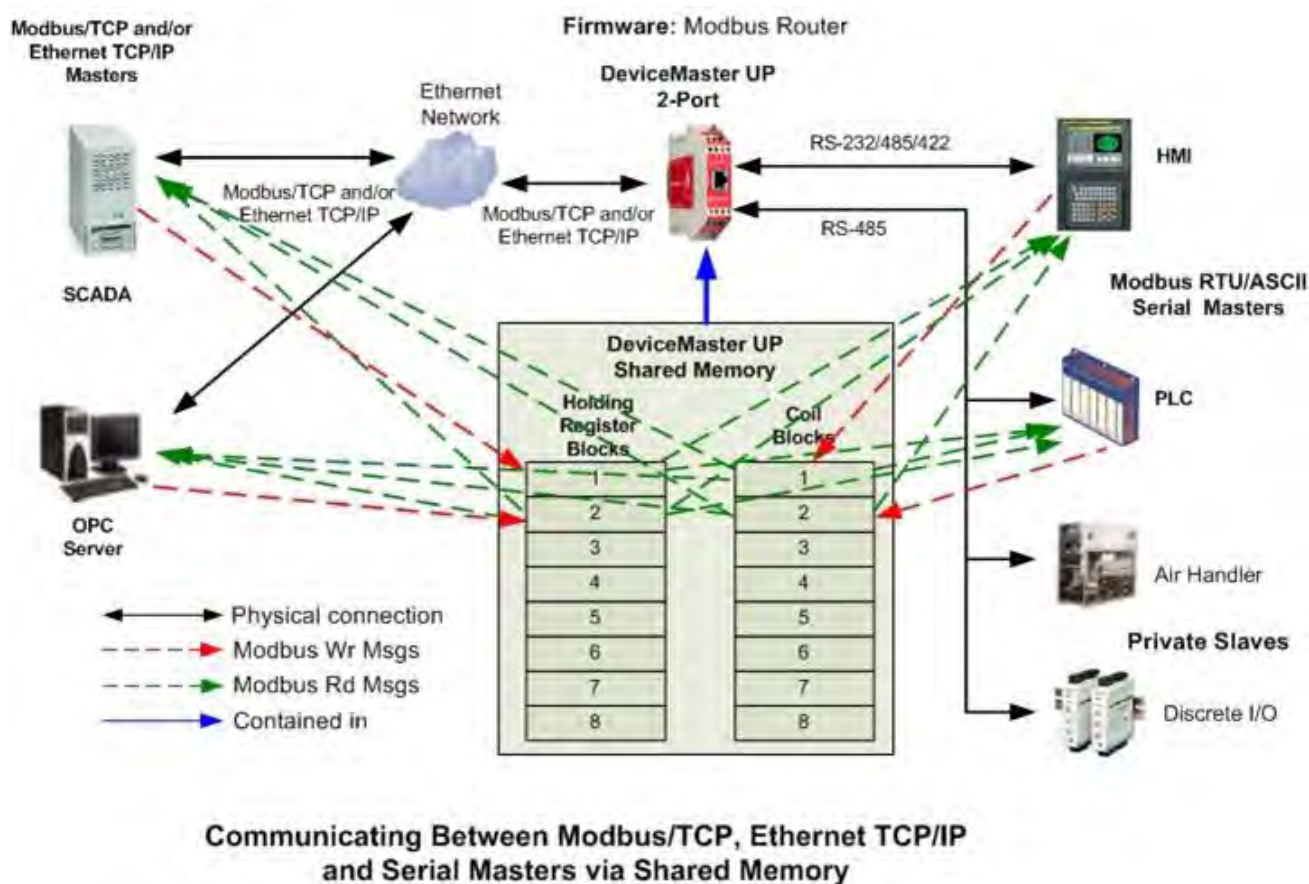 Modbus/TCP and/or
Ethernet TCP/IP
Masters
Firmware: Modbus Router
DeviceMaster UP
2-Port
Ethernet
Network
RS-232/485/422
HMI
Modbus/TCP and/or
Ethernet TCP/IP
Modbus/TCP and/or
Ethernet TCP/IP
RS-485
SCADA
Modbus RTU/ASCII
Serial Masters
DeviceMaster UP
Shared Memory
Holding
Register
Blocks
Coil
Blocks
PLC
1
2
3
4
5
6
7
8
1
2
3
4
5
6
7
8
OPC
Server
Air Handler
Private Slaves
Discrete I/O
Physical connection
Modbus Wr Msgs
Modbus Rd Msgs
Contained in
Communicating Between Modbus/TCP, Ethernet TCP/IP
and Serial Masters via Shared Memory